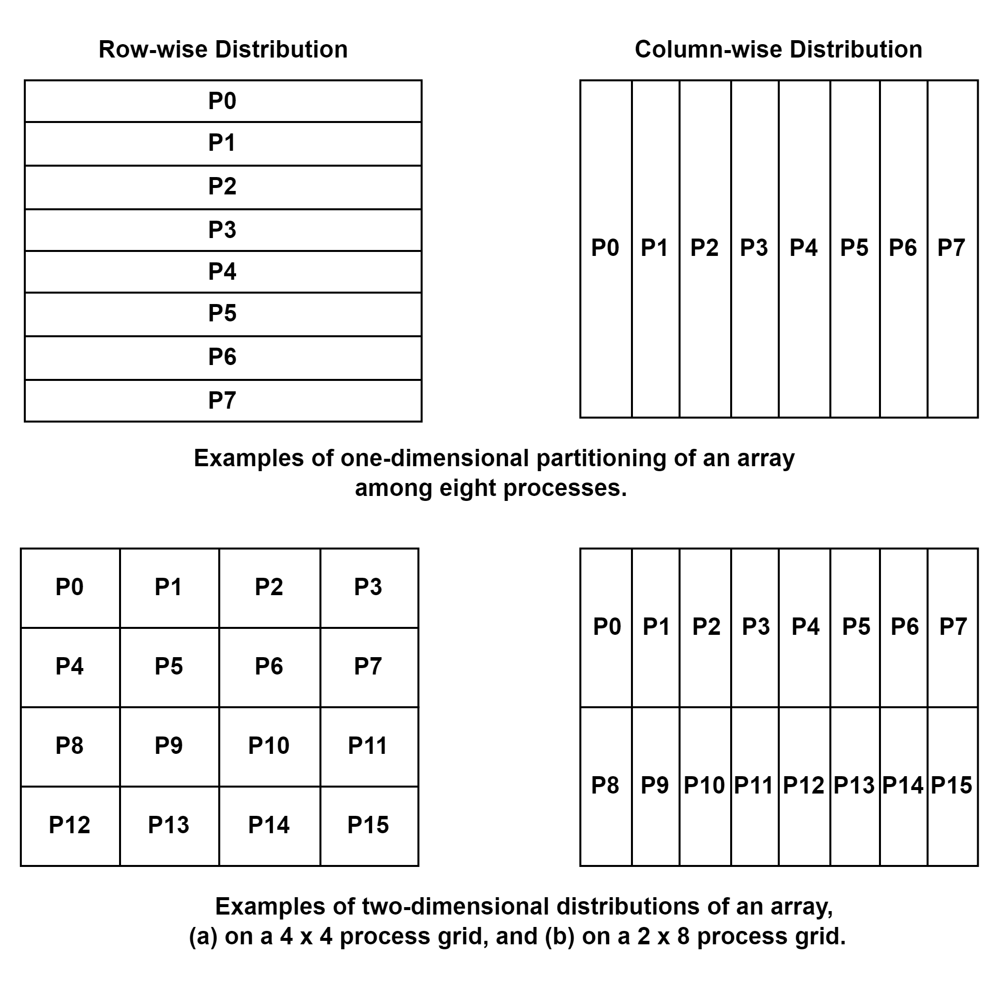 Row-wise Distribution
Column-wise Distribution
P0
P1
P2
P3
P4
P5
P6
P7
P0 P1 P2 P3 P4 P5 P6 P7
Examples of one-dimensional partitioning of an array
among eight processes.
P0 P1 P2 P3
P4 P5 P6 P7
P8 P9 P10 P11
P12 P13 P14 P15
P0 P1 P2 P3 P4 P5 P6 P7
P8 P9 P10 P11 P12 P13 P14 P15
Examples of two-dimensional distributions of an array,
(a) on a 4 x 4 process grid, and (b) on a 2 x 8 process grid.